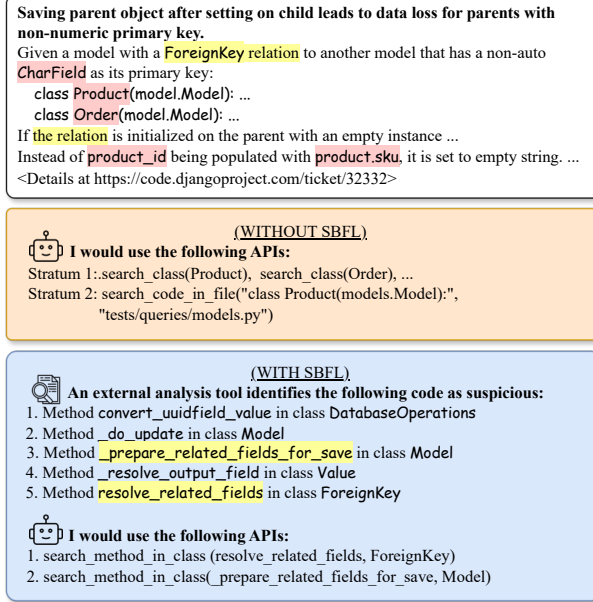 Saving parent object after setting on child leads to data loss for parents with
non-numeric primary key.
Given a model with a ForeignKey relation to another model that has a non-auto
CharField as its primary key:
class Product(model.Model): ...
class Order(model.Model): ...
If the relation is initialized on the parent with an empty instance ...
Instead of product_id being populated with product.sku, it is set to empty string. ...
<Details at https://code.djangoproject.com/ticket/32332>
(WITHOUT SBFL)
I would use the following APIs:
Stratum 1:.search_class(Product), search_class(Order), ...
Stratum 2: search_code_in_file("class Product(models.Model):",
"tests/queries/models.py")
(WITH SBFL)
An external analysis tool identifies the following code as suspicious:
1. Method convert_uuidfield_value in class DatabaseOperations
2. Method _do_update in class Model
3. Method _prepare_related_fields_for_save in class Model
4. Method _resolve_output_field in class Value
5. Method resolve_related_fields in class ForeignKey
I would use the following APIs:
1. search_method_in_class (resolve_related_fields, ForeignKey)
2. search_method_in_class(_prepare_related_fields_for_save, Model)